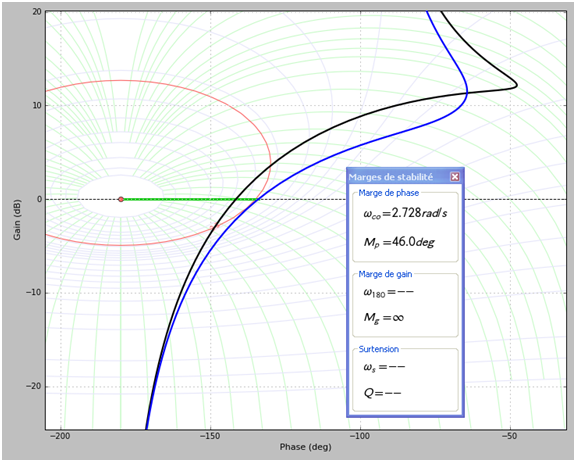 20
10
0
−10
−20
Gain (dB)
−200
−150
−100
−50
Phase (deg)
Marges de stabilité
Marge de phase
ω_co=2.728rad/s
M_p=46.0deg
Marge de gain
ω_180=−−
M_g=∞
Surtension
ω_s=−−
Q=−−